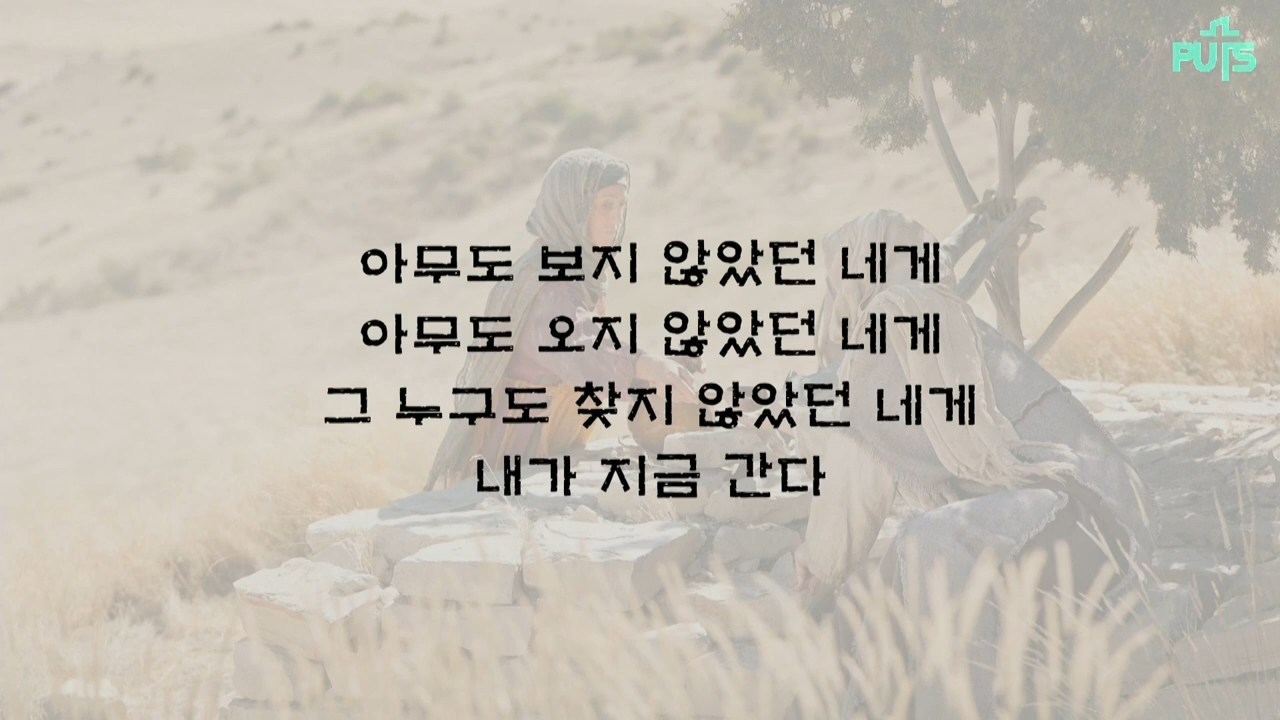 PUTS
아무도 보지 않았던 네게
아무도 오지 않았던 네게
그 누구도 찾지 않았던 네게
내가 지금 간다